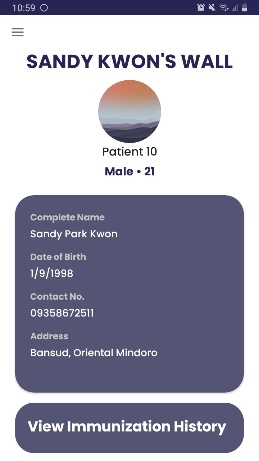 10:59
SANDY KWON'S WALL
Patient 10
Male • 21
Complete Name
Sandy Park Kwon
Date of Birth
1/9/1998
Contact No.
09358672511
Address
Bansud, Oriental Mindoro
View Immunization History